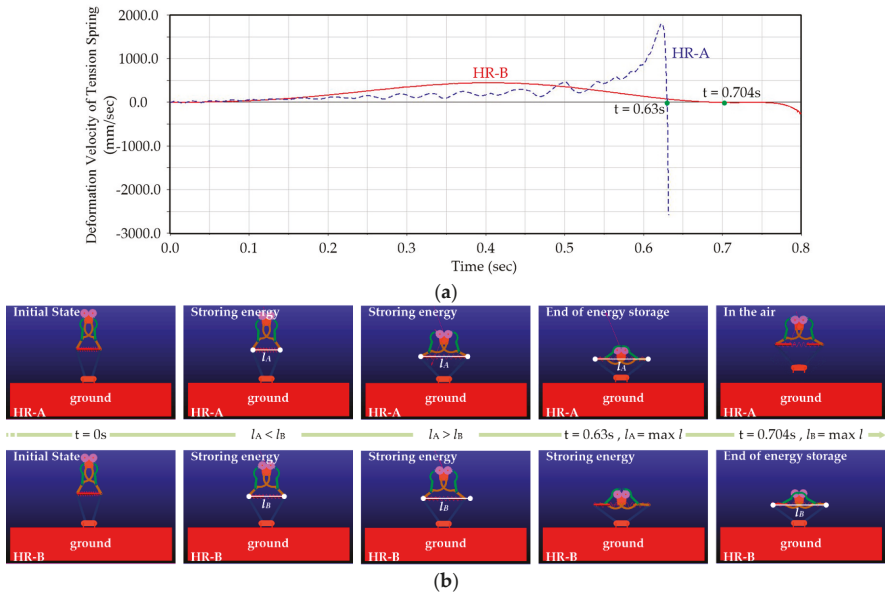 2000.0
1000.0
0.0
-1000.0
-2000.0
-3000.0
Deformation Velocity of Tension Spring
(mm/sec)
HR-A
HR-B
t = 0.63s
t = 0.704s
0.0 0.1 0.2 0.3 0.4 0.5 0.6 0.7 0.8
Time (sec)
(a)
Initial State Stroring energy Stroring energy End of energy storage In the air
lA lA lA
ground ground ground ground ground
HR-A HR-A HR-A HR-A HR-A
t = 0s lA < lB lA > lB t = 0.63s , lA= max l t = 0.704s , lB= max l
Initial State Stroring energy Stroring energy Stroring energy End of energy storage
lB lB lB
ground ground ground ground ground
HR-B HR-B HR-B HR-B HR-B
(b)